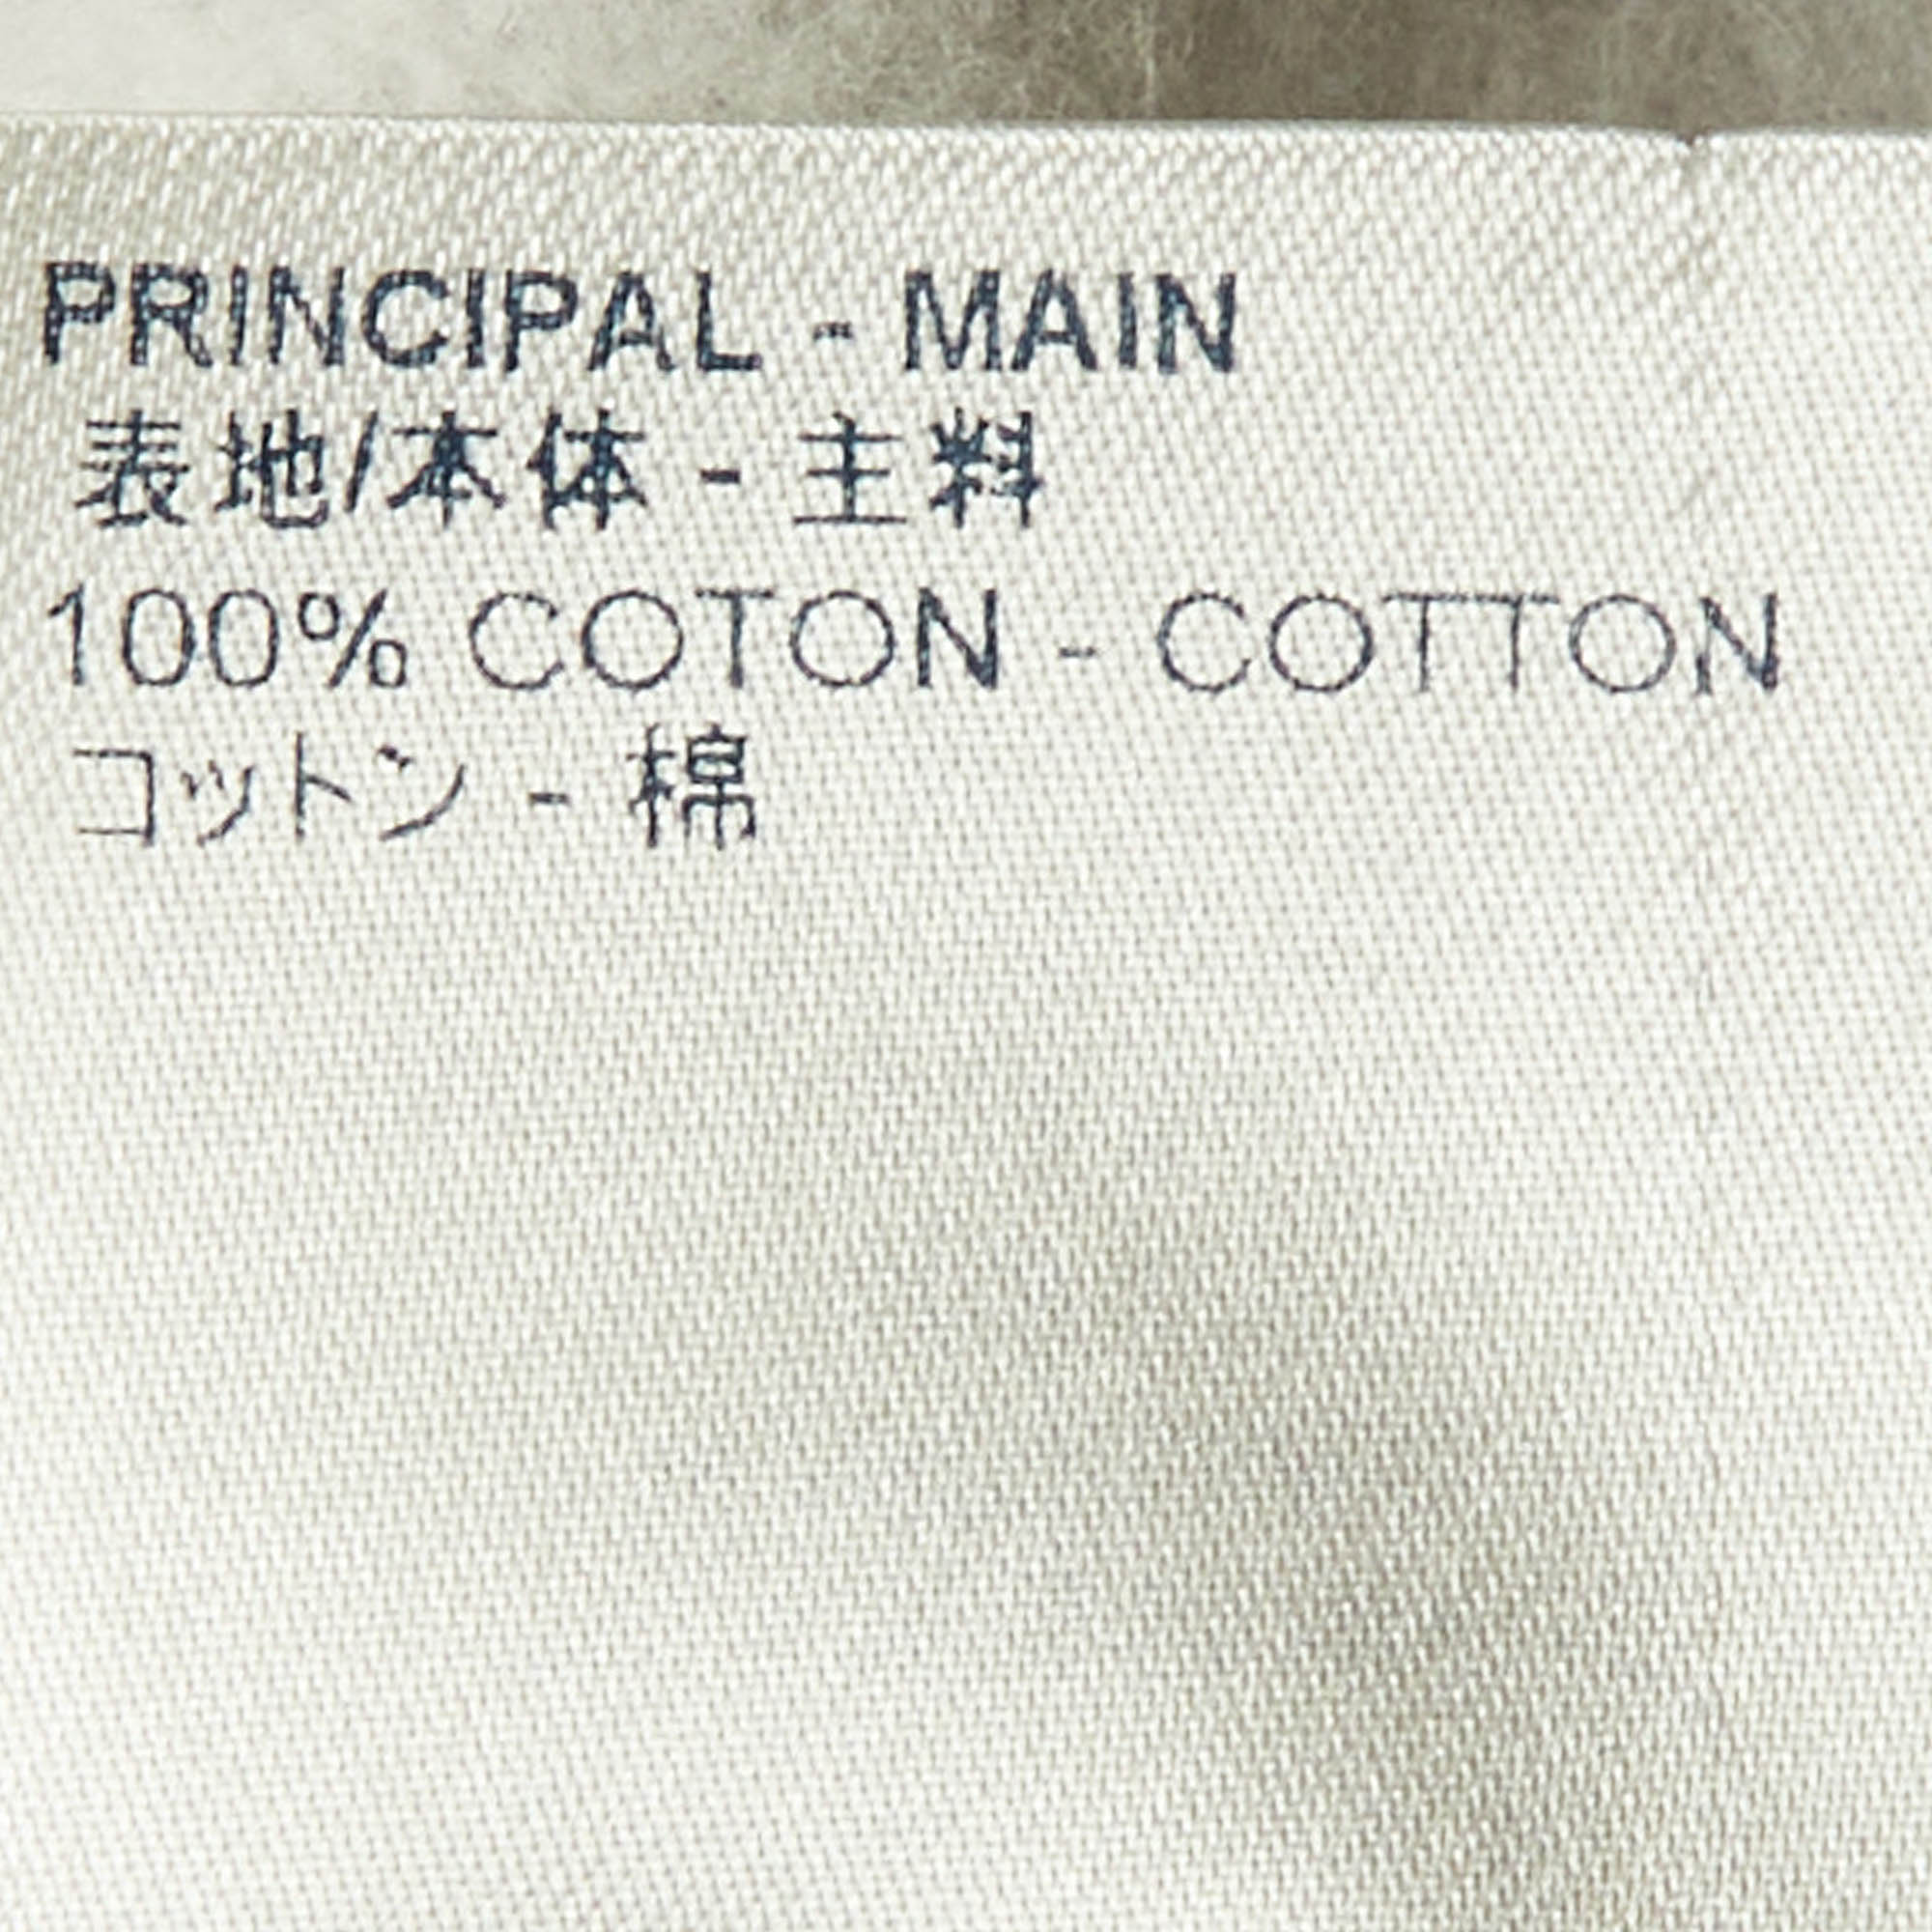 PRINCIPAL - MAIN
表地/本体 - 主料
100% COTON - COTTON
コットン - 棉